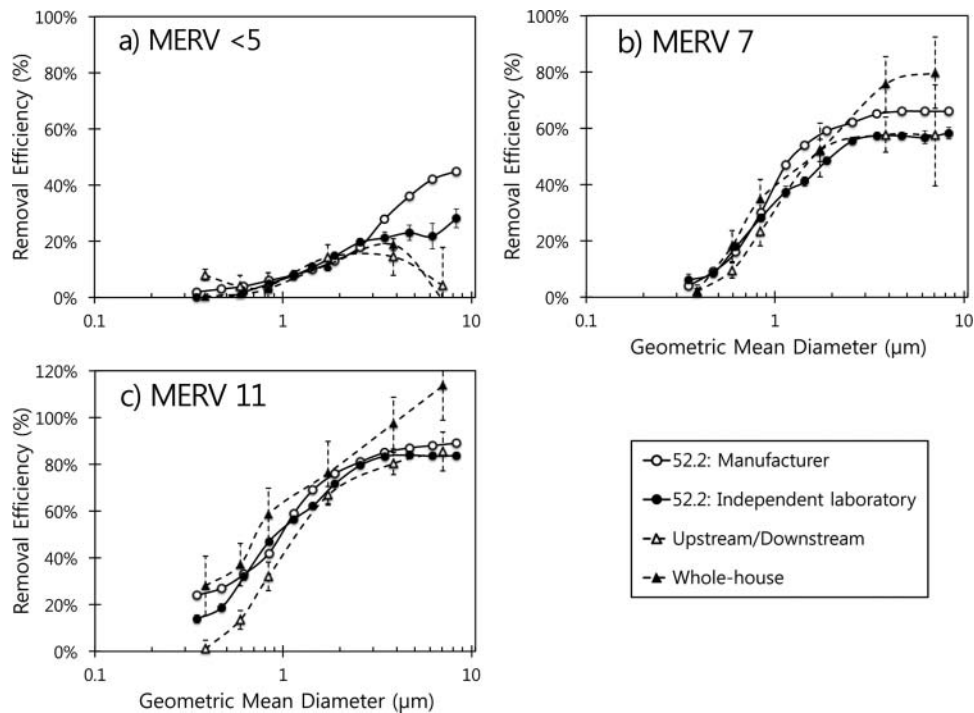 a) MERV <5
Removal Efficiency (%)
100%
80%
60%
40%
20%
0%
0.1
1
10
b) MERV 7
Removal Efficiency (%)
100%
80%
60%
40%
20%
0%
0.1
1
10
Geometric Mean Diameter (µm)
c) MERV 11
Removal Efficiency (%)
120%
100%
80%
60%
40%
20%
0%
0.1
1
10
Geometric Mean Diameter (µm)
52.2: Manufacturer
52.2: Independent laboratory
Upstream/Downstream
Whole-house